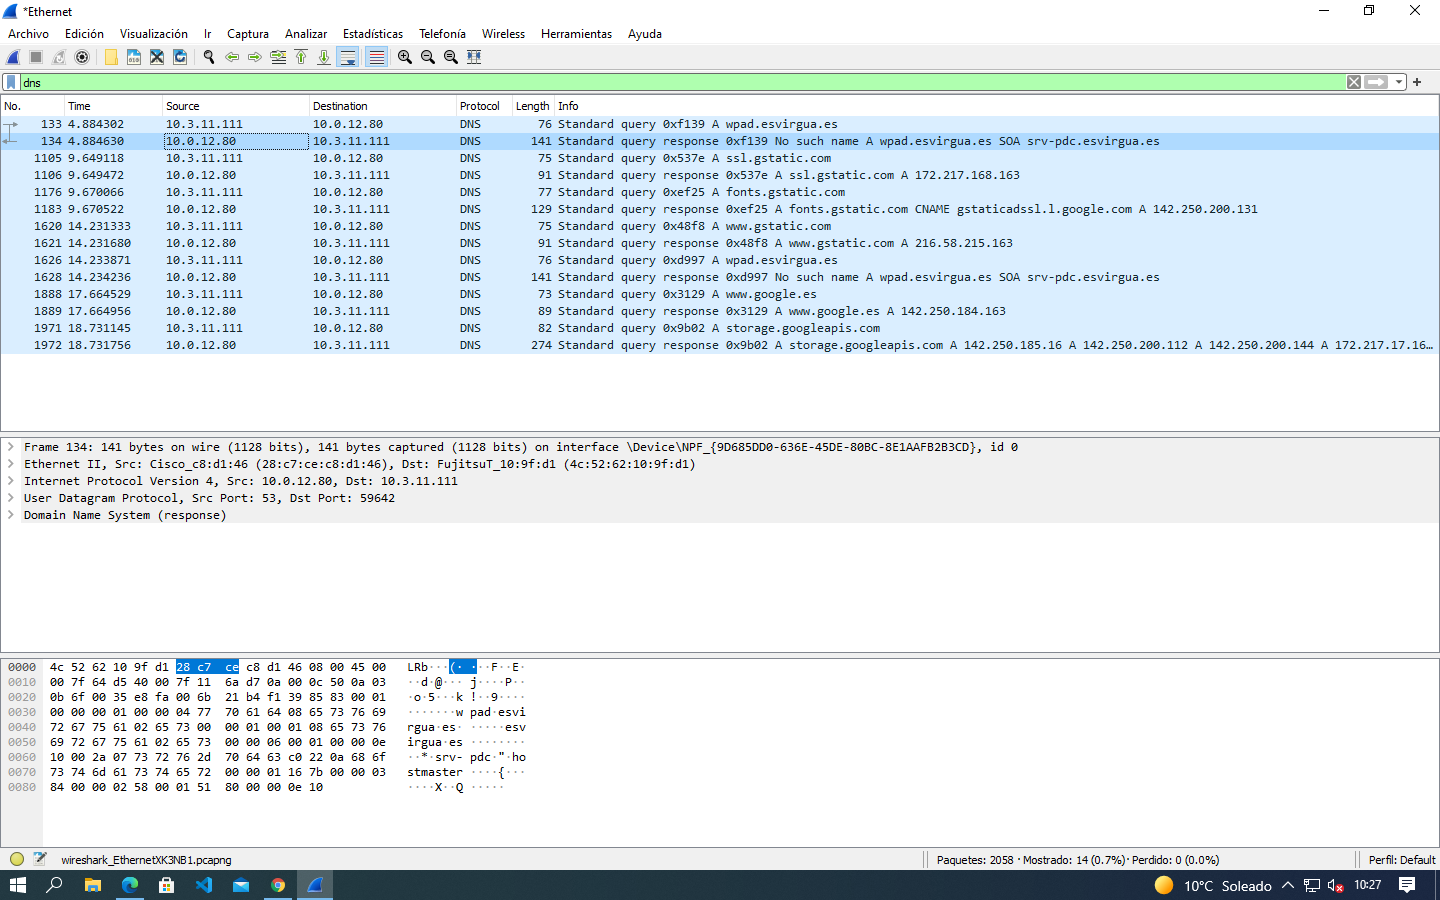 *Ethernet
Archivo Edición Visualización Ir Captura Analizar Estadísticas Telefonía Wireless Herramientas Ayuda
dns
No. Time Source Destination Protocol Length Info
133 4.884302 10.3.11.111 10.0.12.80 DNS 76 Standard query 0xf139 A wpad.esvirgua.es
134 4.884630 10.0.12.80 10.3.11.111 DNS 141 Standard query response 0xf139 No such name A wpad.esvirgua.es SOA srv-pdc.esvirgua.es
1105 9.649118 10.3.11.111 10.0.12.80 DNS 75 Standard query 0x537e A ssl.gstatic.com
1106 9.649472 10.0.12.80 10.3.11.111 DNS 91 Standard query response 0x537e A ssl.gstatic.com A 172.217.168.163
1176 9.670066 10.3.11.111 10.0.12.80 DNS 77 Standard query 0xef25 A fonts.gstatic.com
1183 9.670522 10.0.12.80 10.3.11.111 DNS 129 Standard query response 0xef25 A fonts.gstatic.com CNAME gstaticadssl.l.google.com A 142.250.200.131
1620 14.231333 10.3.11.111 10.0.12.80 DNS 75 Standard query 0x48f8 A www.gstatic.com
1621 14.231680 10.0.12.80 10.3.11.111 DNS 91 Standard query response 0x48f8 A www.gstatic.com A 216.58.215.163
1626 14.233871 10.3.11.111 10.0.12.80 DNS 76 Standard query 0xd997 A wpad.esvirgua.es
1628 14.234236 10.0.12.80 10.3.11.111 DNS 141 Standard query response 0xd997 No such name A wpad.esvirgua.es SOA srv-pdc.esvirgua.es
1888 17.664529 10.3.11.111 10.0.12.80 DNS 73 Standard query 0x3129 A www.google.es
1889 17.664956 10.0.12.80 10.3.11.111 DNS 89 Standard query response 0x3129 A www.google.es A 142.250.184.163
1971 18.731145 10.3.11.111 10.0.12.80 DNS 82 Standard query 0x9b02 A storage.googleapis.com
1972 18.731756 10.0.12.80 10.3.11.111 DNS 274 Standard query response 0x9b02 A storage.googleapis.com A 142.250.185.16 A 142.250.200.112 A 142.250.200.144 A 172.217.17.16…
Frame 134: 141 bytes on wire (1128 bits), 141 bytes captured (1128 bits) on interface \Device\NPF_{9D685DD0-636E-45DE-80BC-8E1AAFB2B3CD}, id 0
Ethernet II, Src: Cisco_c8:d1:46 (28:c7:ce:c8:d1:46), Dst: FujitsuT_10:9f:d1 (4c:52:62:10:9f:d1)
Internet Protocol Version 4, Src: 10.0.12.80, Dst: 10.3.11.111
User Datagram Protocol, Src Port: 53, Dst Port: 59642
Domain Name System (response)
0000 4c 52 62 10 9f d1 28 c7 ce c8 d1 46 08 00 45 00 LRb···(· ···F··E·
0010 00 7f 64 d5 40 00 7f 11 6a d7 0a 00 0c 50 0a 03 ··d·@··· j····P··
0020 0b 6f 00 35 e8 fa 00 6b 21 b4 f1 39 85 83 00 01 ·o·5···k !··9····
0030 00 00 00 01 00 00 04 77 70 61 64 08 65 73 76 69 ·······w pad·esvi
0040 72 67 75 61 02 65 73 00 00 01 00 01 08 65 73 76 rgua·es· ·····esv
0050 69 72 67 75 61 02 65 73 00 00 06 00 01 00 00 0e irgua·es ········
0060 10 00 2a 07 73 72 76 2d 70 64 63 c0 22 0a 68 6f ··*·srv- pdc·"·ho
0070 73 74 6d 61 73 74 65 72 00 00 01 16 7b 00 00 03 stmaster ····{···
0080 84 00 00 02 58 00 01 51 80 00 00 0e 10 ····X··Q ·····
wireshark_EthernetXK3NB1.pcapng Paquetes: 2058 · Mostrado: 14 (0.7%) · Perdido: 0 (0.0%) Perfil: Default
10°C Soleado 10:27